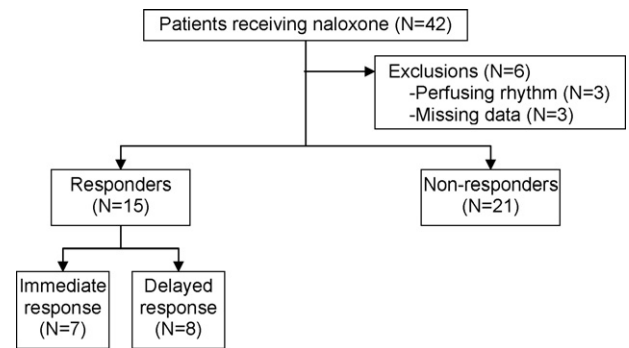 Patients receiving naloxone (N=42)
Exclusions (N=6)
-Perfusing rhythm (N=3)
-Missing data (N=3)
Responders
(N=15)
Non-responders
(N=21)
Immediate
response
(N=7)
Delayed
response
(N=8)